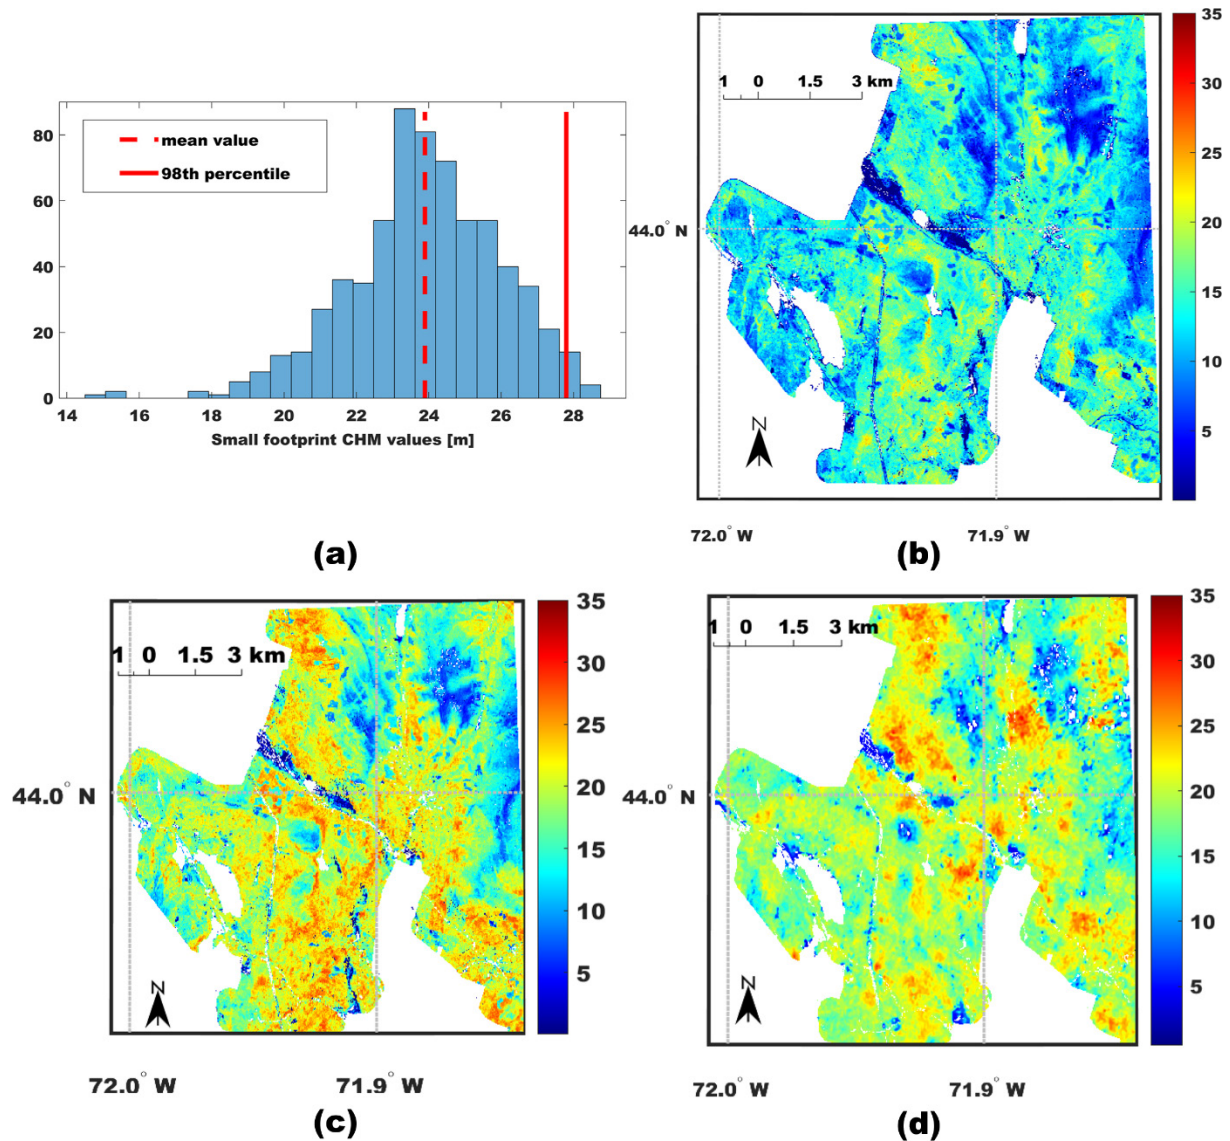 80
60
40
20
0
mean value
98th percentile
14 16 18 20 22 24 26 28
Small footprint CHM values [m]
(a)
1 0 1.5 3 km
44.0° N
N
72.0° W 71.9° W
35
30
25
20
15
10
5
(b)
1 0 1.5 3 km
44.0° N
N
72.0° W 71.9° W
35
30
25
20
15
10
5
(c)
1 0 1.5 3 km
44.0° N
N
72.0° W 71.9° W
35
30
25
20
15
10
5
(d)